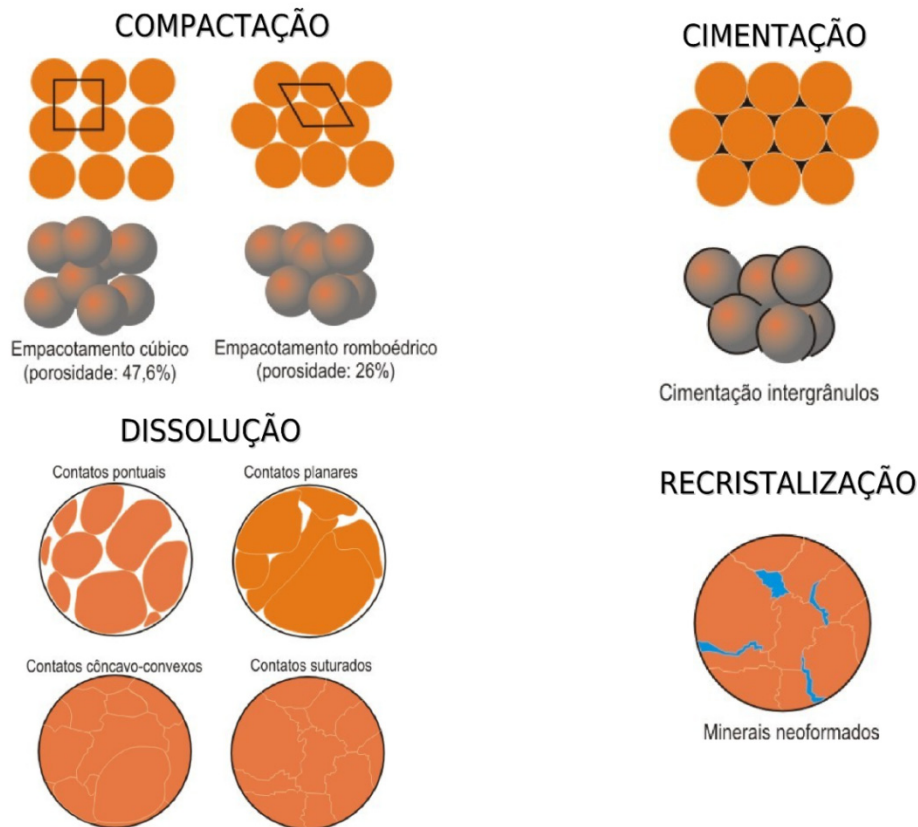 COMPACTAÇÃO
Empacotamento cúbico
(porosidade: 47,6%)
Empacotamento romboédrico
(porosidade: 26%)
CIMENTAÇÃO
Cimentação intergrânulos
DISSOLUÇÃO
Contatos pontuais
Contatos planares
Contatos côncavo-convexos
Contatos suturados
RECRISTALIZAÇÃO
Minerais neoformados